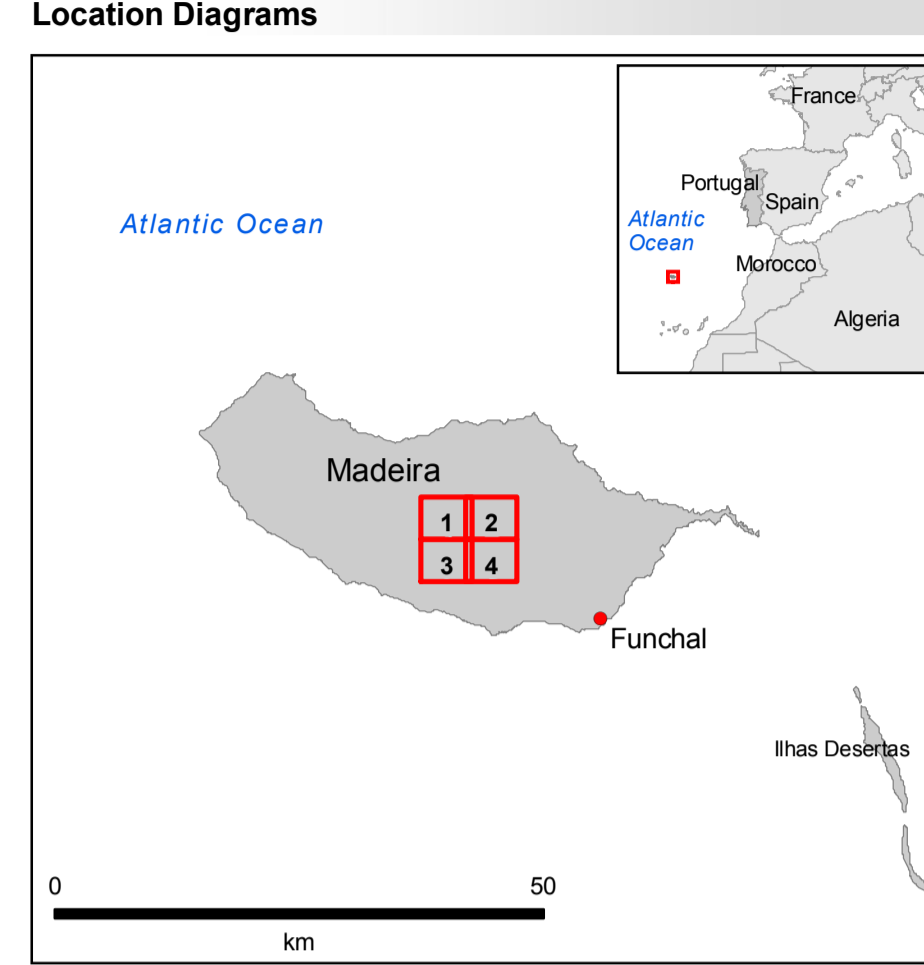 Location Diagrams
France
Portugal
Spain
Atlantic
Ocean
Morocco
Algeria
Atlantic Ocean
Madeira
1 2
3 4
Funchal
Ilhas Desertas
0 50
km